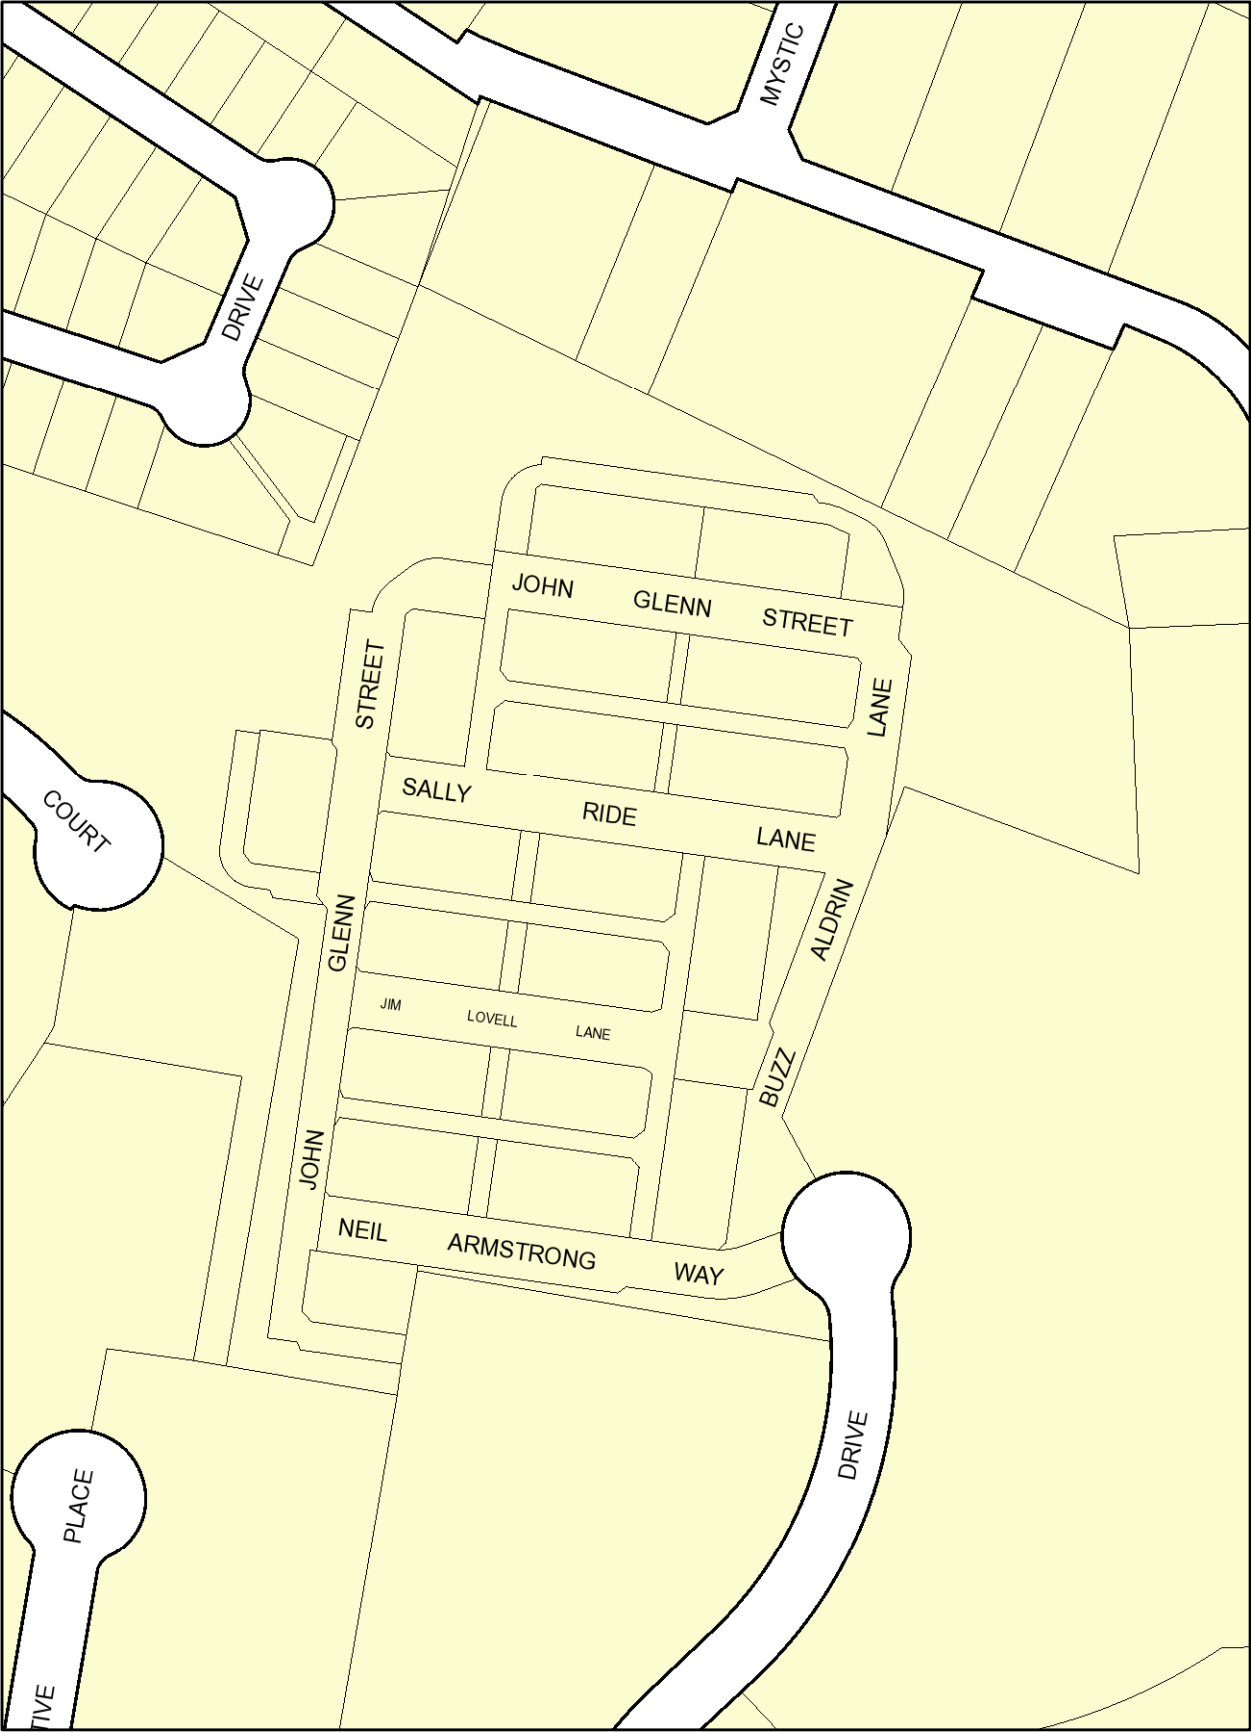 MYSTIC
DRIVE
JOHN GLENN STREET
STREET
LANE
SALLY RIDE LANE
COURT
GLENN
ALDRIN
JIM LOVELL LANE
BUZZ
JOHN
NEIL ARMSTRONG WAY
DRIVE
PLACE
TIVE